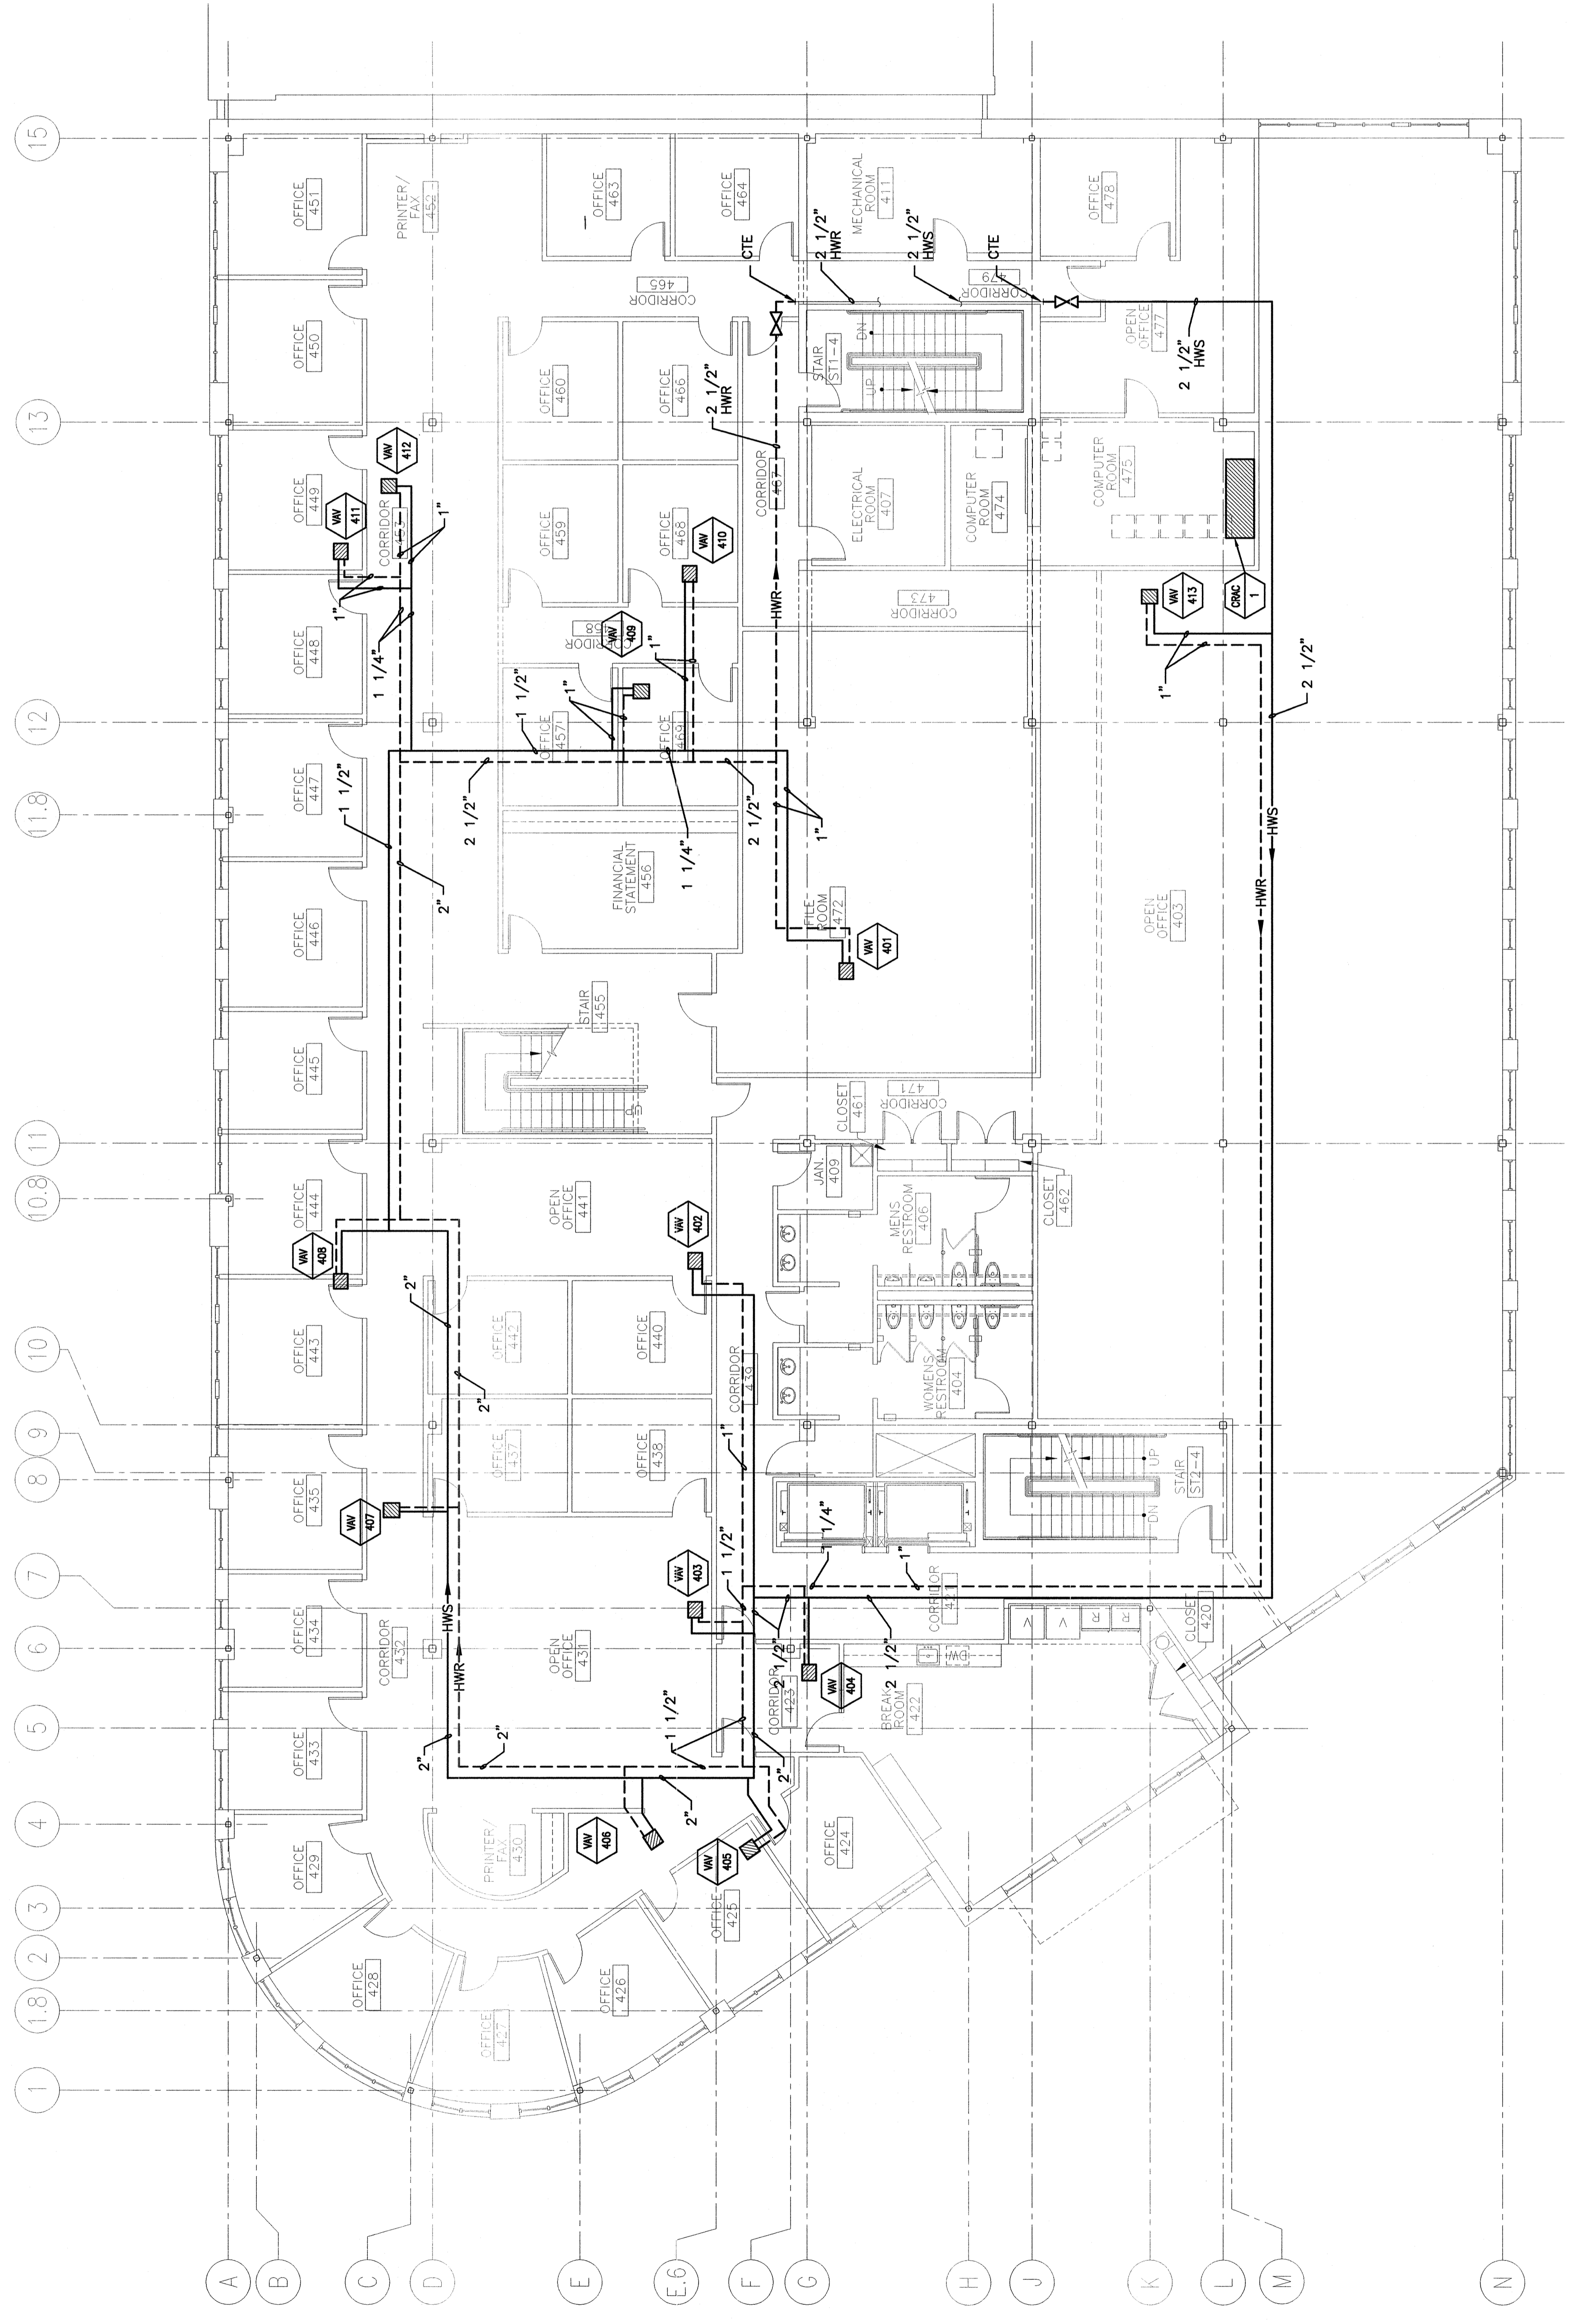 15
13
12
11.8
11
10.8
10
9
8
7
6
5
4
3
2
1.8
1
A
B
C
D
E
E.6
F
G
H
J
K
L
M
N
OFFICE
451
PRINTER/
FAX
452
OFFICE
463
OFFICE
464
MECHANICAL
ROOM
411
OFFICE
478
OFFICE
450
CORRIDOR
465
CTE
2 1/2"
HWR
2 1/2"
HWS
CTE
CORRIDOR
479
OPEN
OFFICE
477
2 1/2"
HWS
OFFICE
460
OFFICE
466
2 1/2"
HWR
STAIR
ST1-4
UP
DN
OFFICE
449
VAV
411
VAV
412
CORRIDOR
453
1"
OFFICE
459
OFFICE
468
VAV
410
CORRIDOR
467
ELECTRICAL
ROOM
407
COMPUTER
ROOM
474
COMPUTER
ROOM
475
OFFICE
448
1"
1 1/4"
CORRIDOR
458
VAV
409
1"
HWR
CORRIDOR
473
VAV
413
CRAC
1
1"
2 1/2"
OFFICE
447
1 1/2"
OFFICE
457
1 1/2"
1"
OFFICE
469
2 1/2"
1 1/4"
2 1/2"
1"
HWS
HWR
OFFICE
446
2"
FINANCIAL
STATEMENT
456
FILE
ROOM
472
VAV
401
OPEN
OFFICE
403
OFFICE
445
STAIR
455
CLOSET
461
CORRIDOR
471
OFFICE
444
VAV
408
OPEN
OFFICE
441
VAV
402
JAN.
409
MENS
RESTROOM
406
CLOSET
462
OFFICE
443
2"
2"
OFFICE
442
OFFICE
440
CORRIDOR
439
WOMENS
RESTROOM
404
OFFICE
435
VAV
407
OFFICE
437
OFFICE
438
1"
STAIR
ST2-4
UP
DN
OFFICE
434
CORRIDOR
432
HWS
HWR
OPEN
OFFICE
431
VAV
403
1 1/2"
1 1/4"
1"
CORRIDOR
421
CLOSET
420
OFFICE
433
2"
2"
1 1/2"
2"
CORRIDOR
423
2 1/2"
VAV
404
BREAK
ROOM
422
2 1/2"
DW
V
V
R
R
OFFICE
429
PRINTER/
FAX
430
VAV
406
2"
VAV
405
OFFICE
424
OFFICE
425
OFFICE
428
OFFICE
427
OFFICE
426